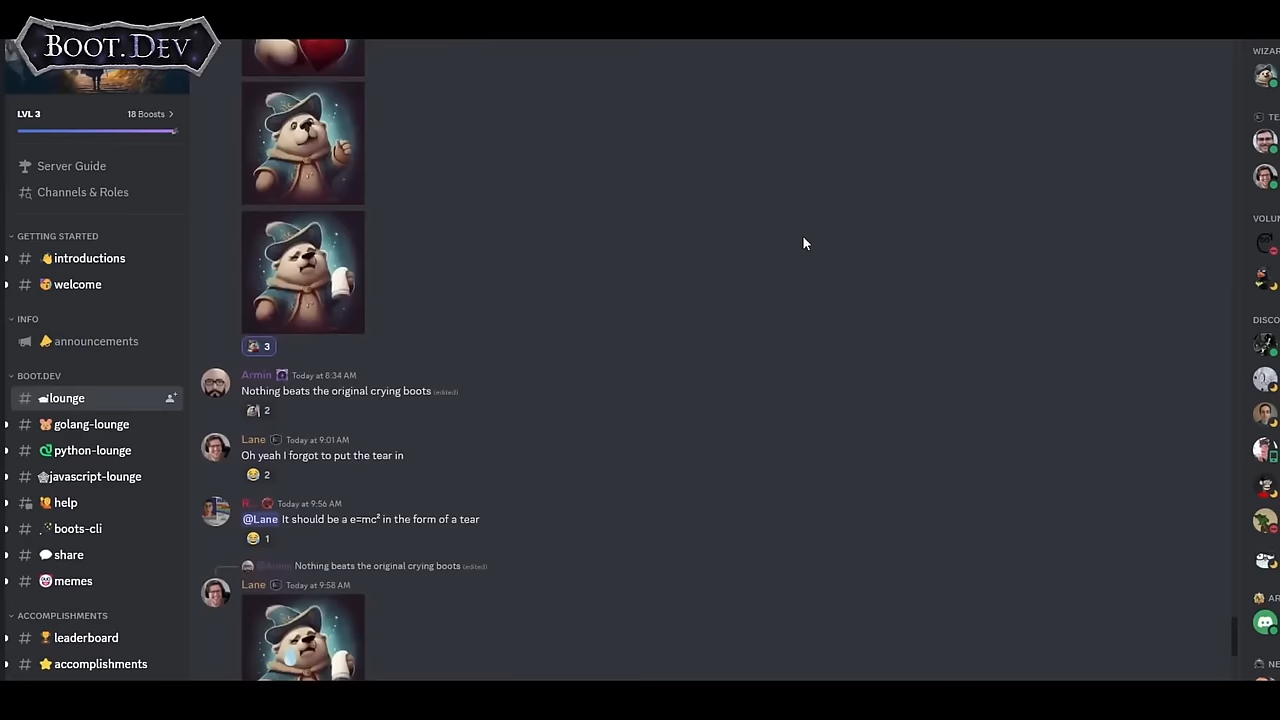 BOOT.DEV
LVL 3
18 Boosts >
Server Guide
Channels & Roles
GETTING STARTED
introductions
welcome
INFO
announcements
BOOT.DEV
lounge
golang-lounge
python-lounge
javascript-lounge
help
boots-cli
share
memes
ACCOMPLISHMENTS
leaderboard
accomplishments
3
Armin Today at 8:34 AM
Nothing beats the original crying boots (edited)
2
Lane Today at 9:01 AM
Oh yeah I forgot to put the tear in
2
R... Today at 9:56 AM
@Lane It should be a e=mc² in the form of a tear
1
@Armin Nothing beats the original crying boots (edited)
Lane Today at 9:58 AM
WIZAR
TE
VOLUN
DISCO
AR
NE